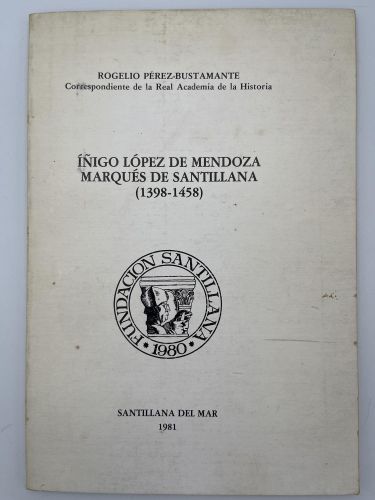 ROGELIO PÉREZ-BUSTAMANTE
Correspondiente de la Real Academia de la Historia
ÍÑIGO LÓPEZ DE MENDOZA
MARQUÉS DE SANTILLANA
(1398-1458)
FUNDACION SANTILLANA
* 1980 *
SANTILLANA DEL MAR
1981